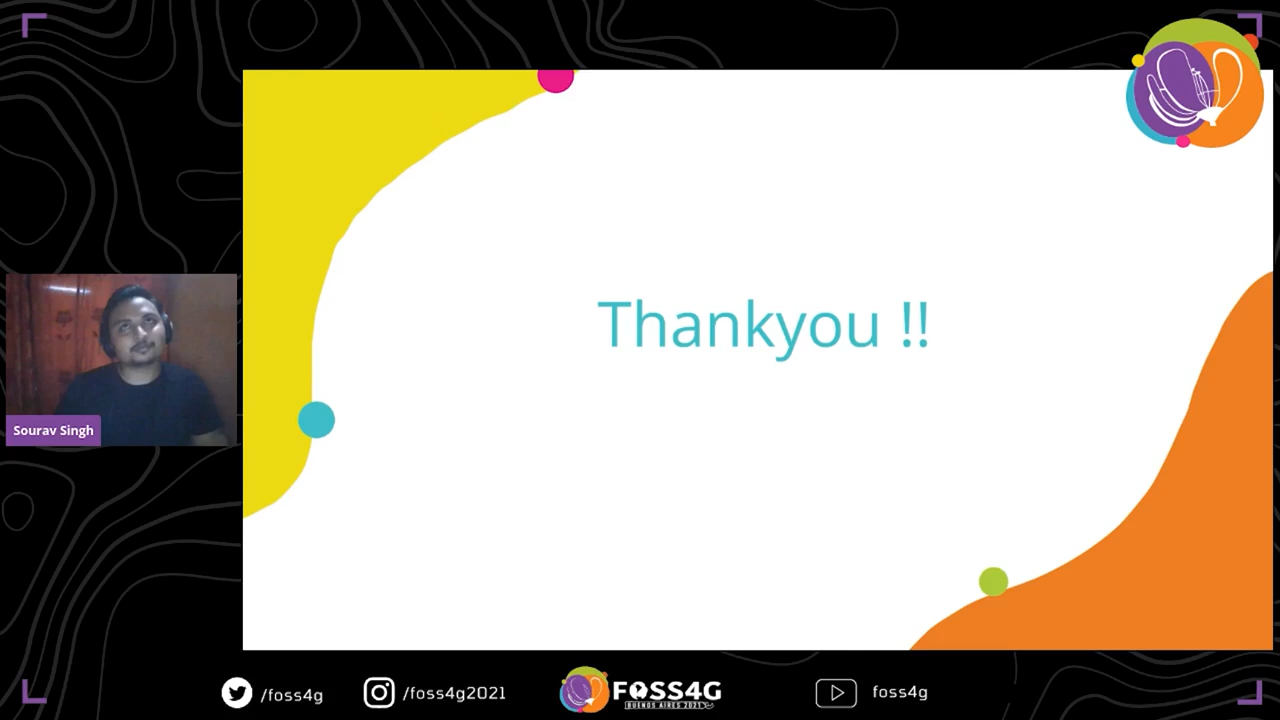 Thankyou !!
Sourav Singh
/foss4g
/foss4g2021
FOSS4G
BUENOS AIRES 2021
foss4g